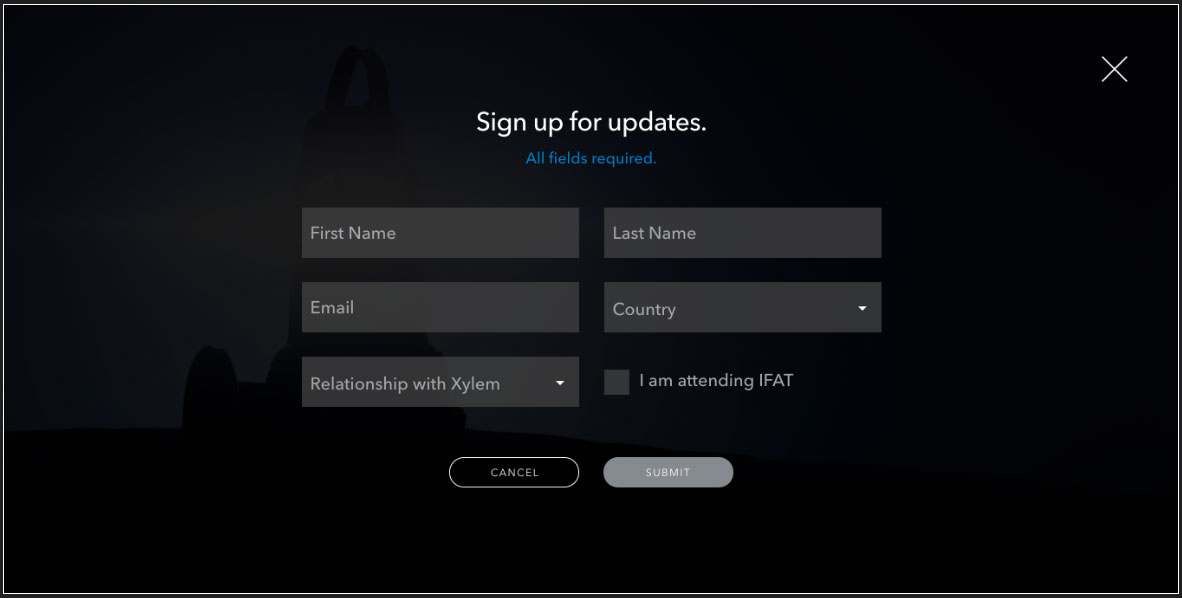 Sign up for updates.
All fields required.
First Name
Last Name
Email
Country
Relationship with Xylem
I am attending IFAT
CANCEL
SUBMIT